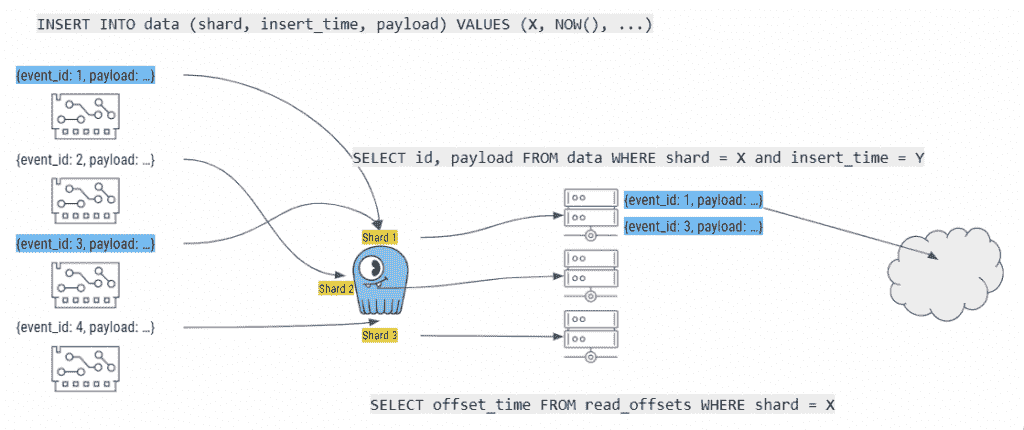 INSERT INTO data (shard, insert_time, payload) VALUES (X, NOW(), ...)
{event_id: 1, payload: …}
{event_id: 2, payload: …}
SELECT id, payload FROM data WHERE shard = X and insert_time = Y
{event_id: 1, payload: …}
{event_id: 3, payload: …}
{event_id: 3, payload: …}
Shard 1
Shard 2
{event_id: 4, payload: …}
Shard 3
SELECT offset_time FROM read_offsets WHERE shard = X